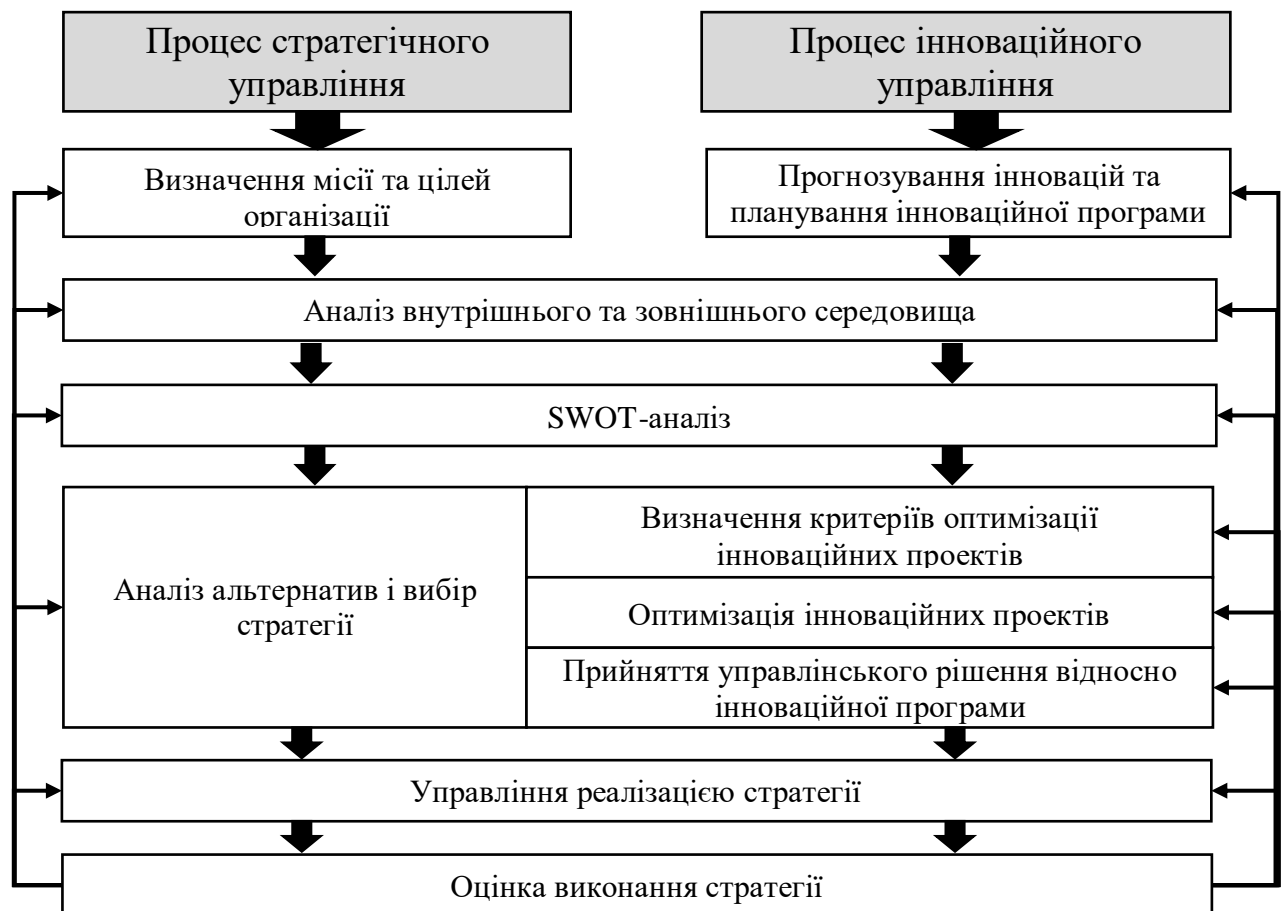 Процес стратегічного
управління
Процес інноваційного
управління
Визначення місії та цілей
організації
Прогнозування інновацій та
планування інноваційної програми
Аналіз внутрішнього та зовнішнього середовища
SWOT-аналіз
Аналіз альтернатив і вибір
стратегії
Визначення критеріїв оптимізації
інноваційних проектів
Оптимізація інноваційних проектів
Прийняття управлінського рішення відносно
інноваційної програми
Управління реалізацією стратегії
Оцінка виконання стратегії